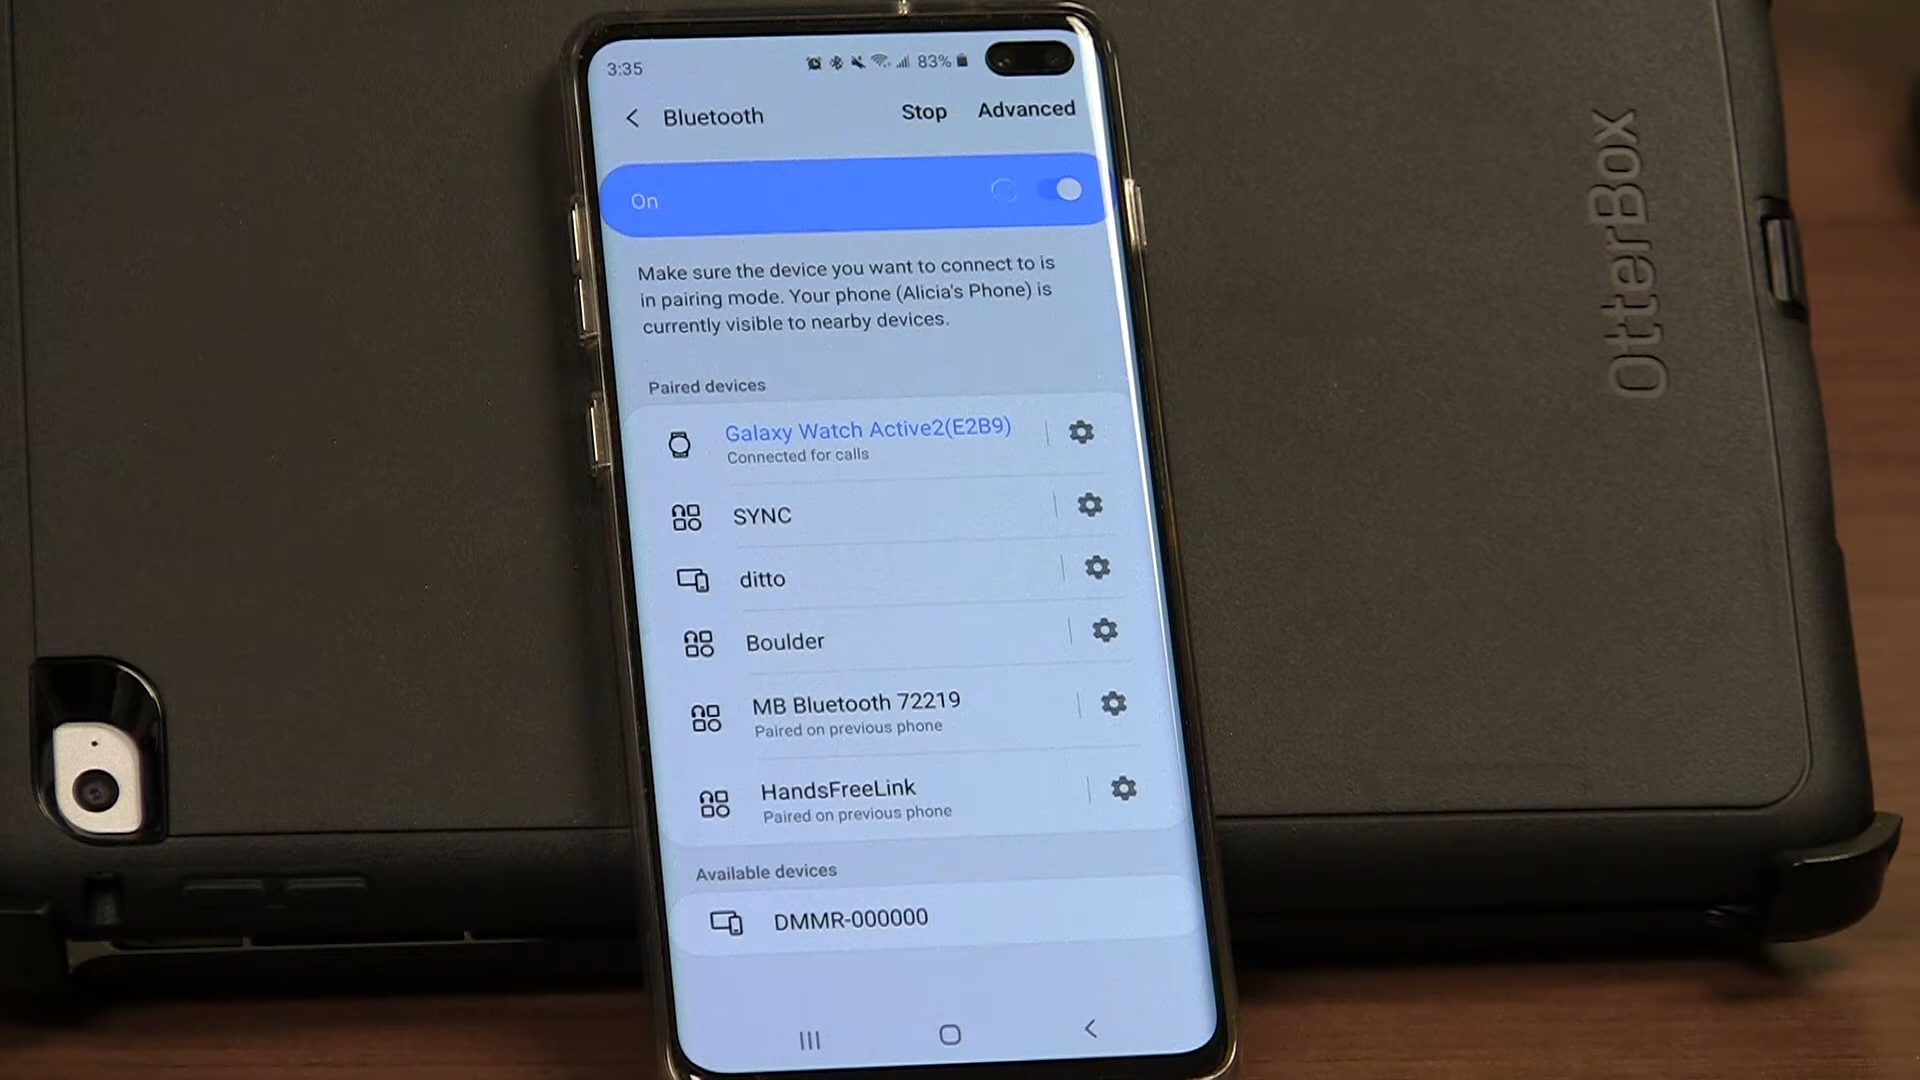 3:35
83%
Bluetooth
Stop
Advanced
On
Make sure the device you want to connect to is
in pairing mode. Your phone (Alicia's Phone) is
currently visible to nearby devices.
Paired devices
Galaxy Watch Active2(E2B9)
Connected for calls
SYNC
ditto
Boulder
MB Bluetooth 72219
Paired on previous phone
HandsFreeLink
Paired on previous phone
Available devices
DMMR-000000
OtterBox